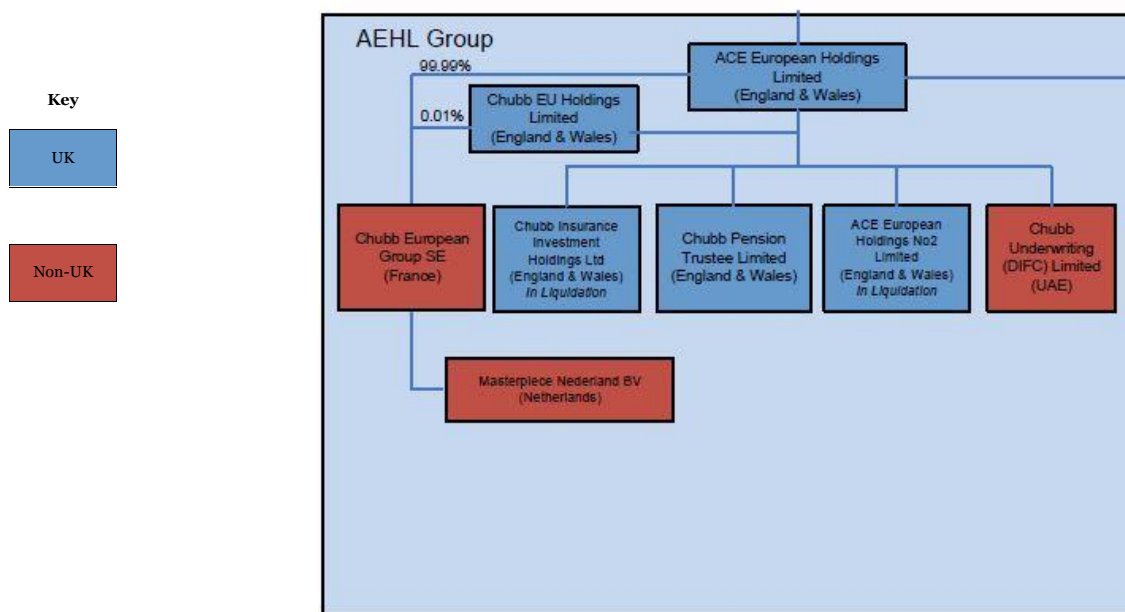 Key
UK
Non-UK
AEHL Group
99.99%
0.01%
ACE European Holdings
Limited
(England & Wales)
Chubb EU Holdings
Limited
(England & Wales)
Chubb European
Group SE
(France)
Chubb Insurance
Investment
Holdings Ltd
(England & Wales)
In Liquidation
Chubb Pension
Trustee Limited
(England & Wales)
ACE European
Holdings No2
Limited
(England & Wales)
In Liquidation
Chubb
Underwriting
(DIFC) Limited
(UAE)
Masterpiece Nederland BV
(Netherlands)